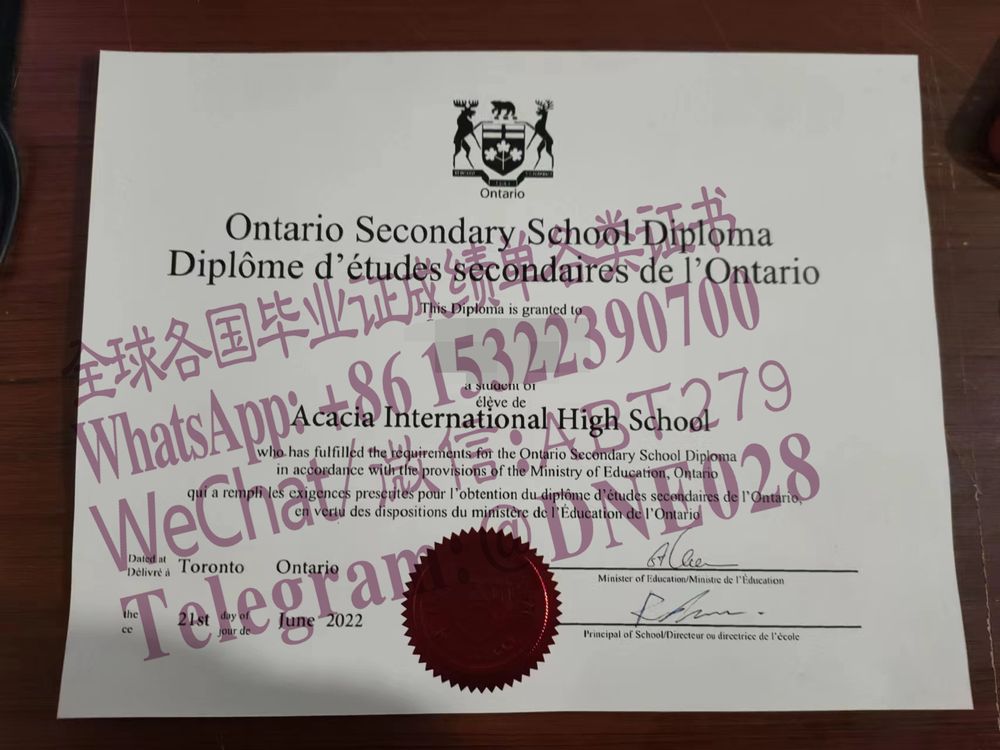 Ontario
Ontario Secondary School Diploma
Diplôme d'études secondaires de l'Ontario
This Diploma is granted to
a student of
élève de
Acacia International High School
who has fulfilled the requirements for the Ontario Secondary School Diploma
in accordance with the provisions of the Ministry of Education, Ontario
qui a rempli les exigences prescrites pour l'obtention du diplôme d'études secondaires de l'Ontario,
en vertu des dispositions du ministère de l'Éducation de l'Ontario
Dated at
Délivré à
Toronto Ontario
the
ce
21st
day of
jour de
June 2022
Minister of Education/Ministre de l'Éducation
Principal of School/Directeur ou directrice de l'école
全球各国毕业证成绩单各类证书
WhatsApp: +86 15322390700
WeChat/微信: ABT279
Telegram: @DNE028